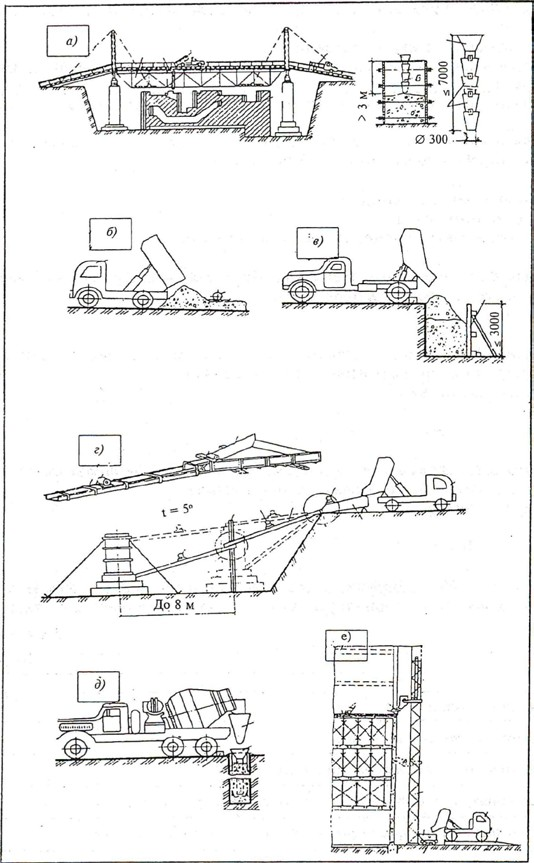 а)
> 3 м
≤ 7000
Ø 300
б)
в)
≤ 3000
г)
t = 5°
До 8 м
д)
е)